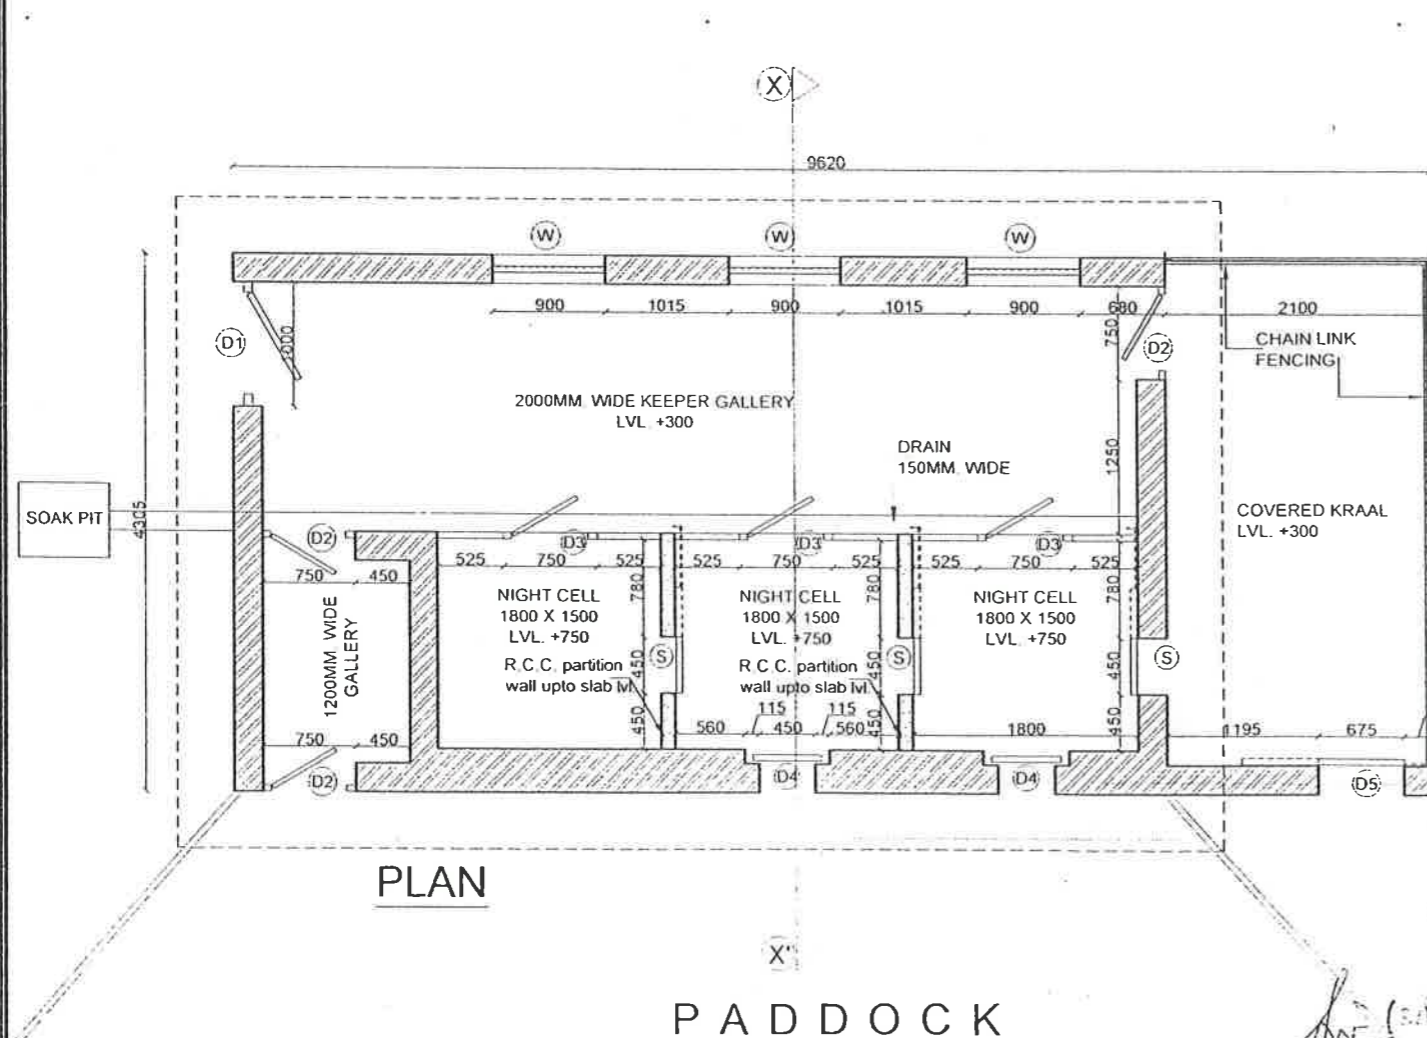 X
9620
W
W
W
900
1015
900
1015
900
680
2100
D1
1000
750
D2
CHAIN LINK
FENCING
2000MM. WIDE KEEPER GALLERY
LVL. +300
DRAIN
150MM. WIDE
1250
4305
SOAK PIT
COVERED KRAAL
LVL. +300
D2
D3
D3
D3
750
450
525
750
525
525
750
525
525
750
525
780
780
780
NIGHT CELL
1800 X 1500
LVL. +750
NIGHT CELL
1800 X 1500
LVL. +750
NIGHT CELL
1800 X 1500
LVL. +750
1200MM. WIDE
GALLERY
R.C.C. partition
wall upto slab lvl.
R.C.C. partition
wall upto slab lvl.
S
S
S
450
450
450
450
450
450
115
115
560
450
560
1800
1195
675
750
450
D2
D4
D4
D5
PLAN
X'
PADDOCK